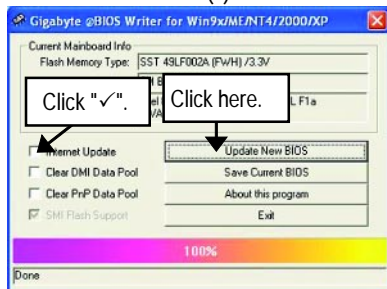 Gigabyte @BIOS Writer for Win9x/ME/NT4/2000/XP
Current Mainboard Info
Flash Memory Type: SST 49LF002A (FWH) /3.3V
Click "✓".
Click here.
L F1a
Internet Update
Update New BIOS
Clear DMI Data Pool
Save Current BIOS
Clear PnP Data Pool
About this program
SMI Flash Support
Exit
100%
Done